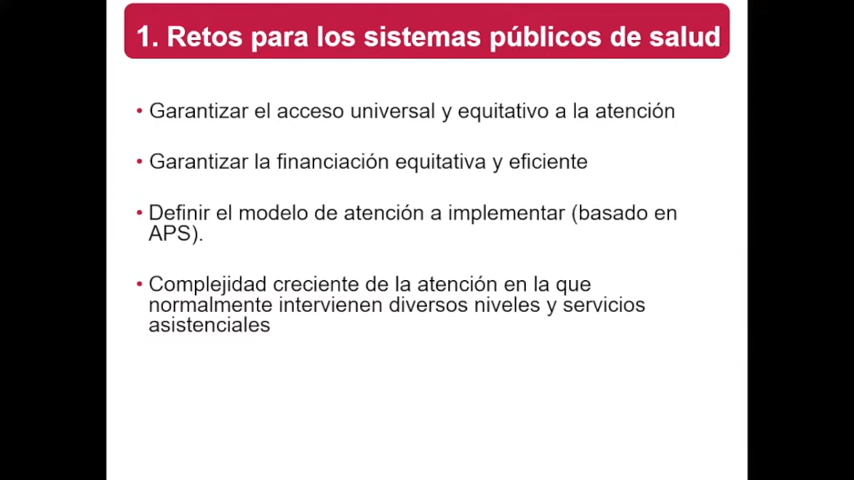 1. Retos para los sistemas públicos de salud
• Garantizar el acceso universal y equitativo a la atención
• Garantizar la financiación equitativa y eficiente
• Definir el modelo de atención a implementar (basado en
APS).
• Complejidad creciente de la atención en la que
normalmente intervienen diversos niveles y servicios
asistenciales